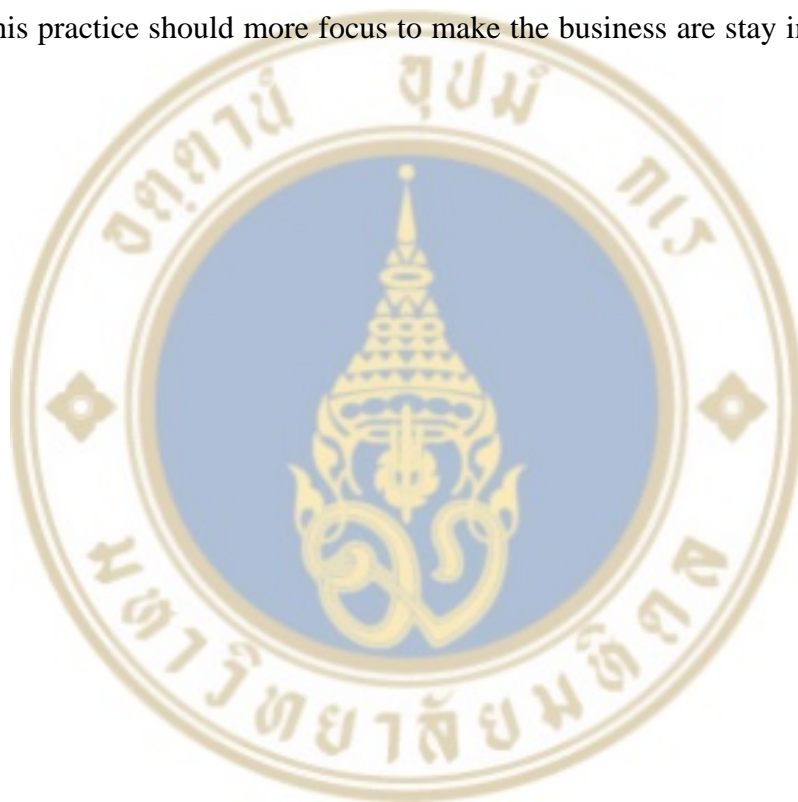 his practice should more focus to make the business are stay in
อตฺตานํ อุปมํ กเร
มหาวิทยาลัยมหิดล